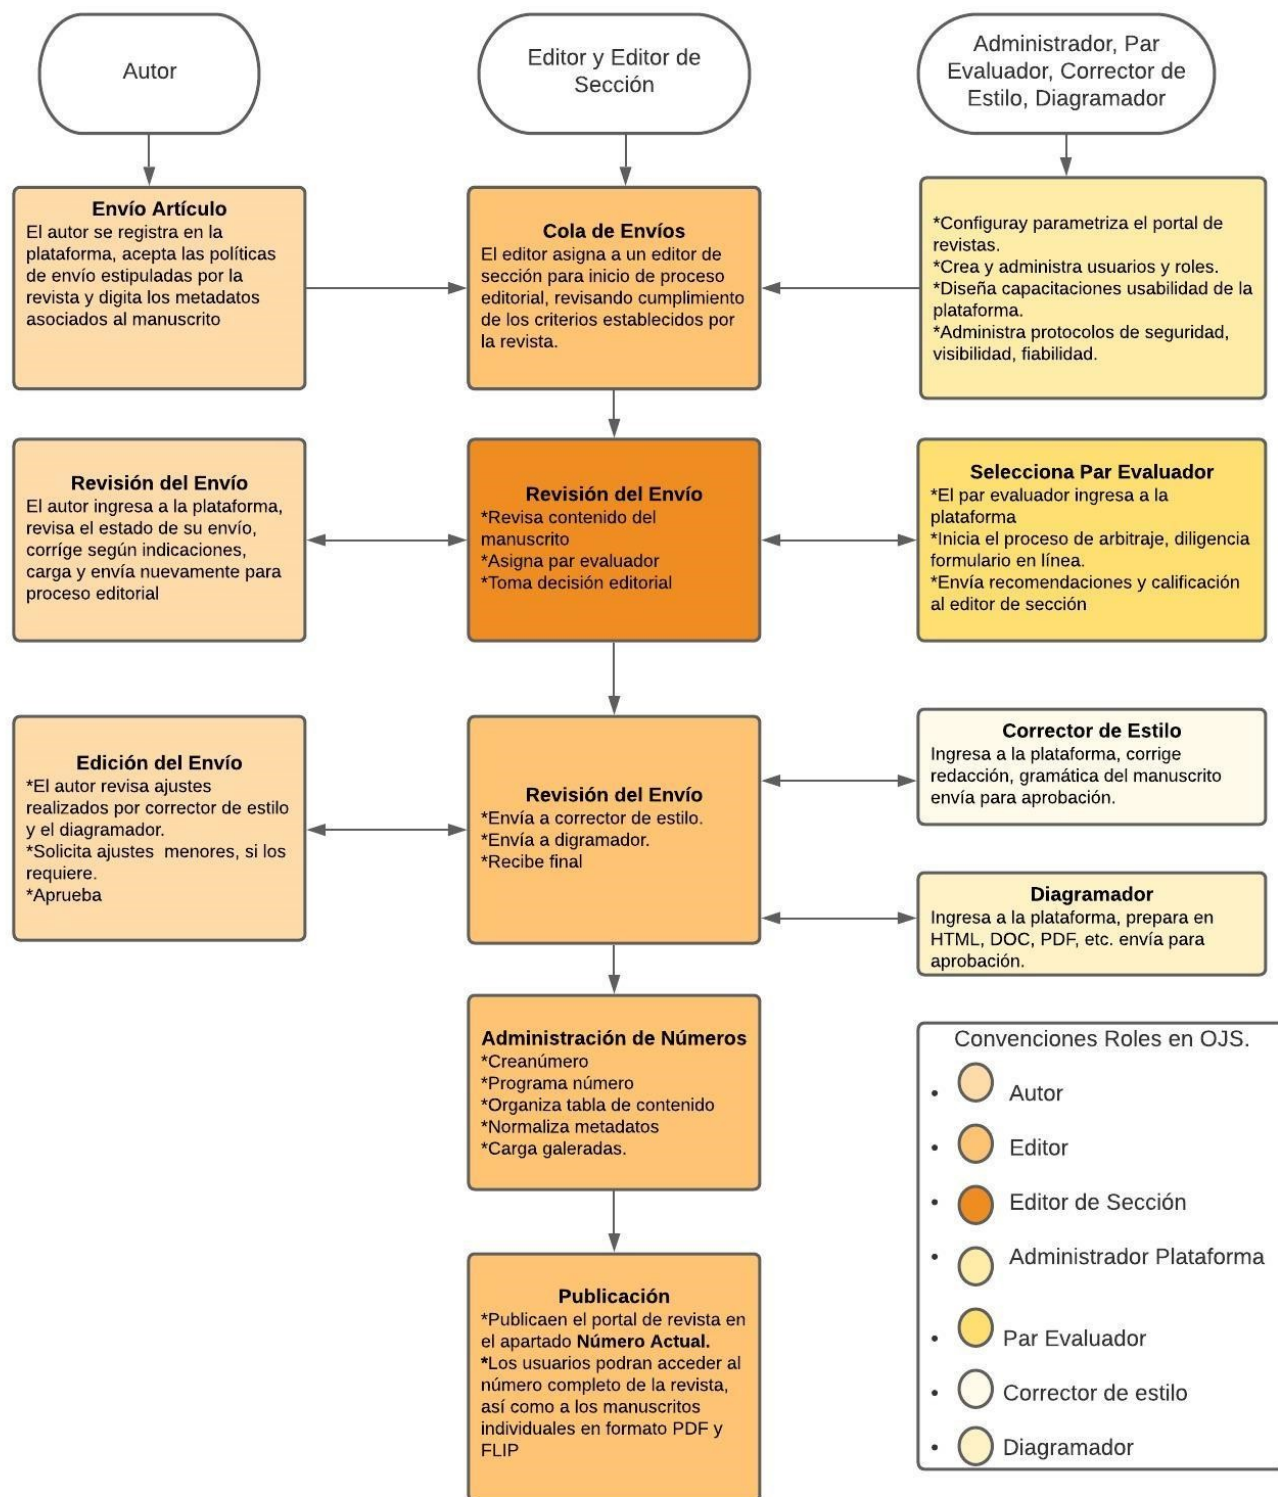 Autor
Editor y Editor de
Sección
Administrador, Par
Evaluador, Corrector de
Estilo, Diagramador
Envío Artículo
El autor se registra en la
plataforma, acepta las políticas
de envío estipuladas por la
revista y digita los metadatos
asociados al manuscrito
Cola de Envíos
El editor asigna a un editor de
sección para inicio de proceso
editorial, revisando cumplimiento
de los criterios establecidos por
la revista.
*Configuray parametriza el portal de
revistas.
*Crea y administra usuarios y roles.
*Diseña capacitaciones usabilidad de la
plataforma.
*Administra protocolos de seguridad,
visibilidad, fiabilidad.
Revisión del Envío
El autor ingresa a la plataforma,
revisa el estado de su envío,
corríge según indicaciones,
carga y envía nuevamente para
proceso editorial
Revisión del Envío
*Revisa contenido del
manuscrito
*Asigna par evaluador
*Toma decisión editorial
Selecciona Par Evaluador
*El par evaluador ingresa a la
plataforma
*Inicia el proceso de arbitraje, diligencia
formulario en línea.
*Envía recomendaciones y calificación
al editor de sección
Edición del Envío
*El autor revisa ajustes
realizados por corrector de estilo
y el diagramador.
*Solicita ajustes menores, si los
requiere.
*Aprueba
Revisión del Envío
*Envía a corrector de estilo.
*Envía a digramador.
*Recibe final
Corrector de Estilo
Ingresa a la plataforma, corrige
redacción, gramática del manuscrito
envía para aprobación.
Diagramador
Ingresa a la plataforma, prepara en
HTML, DOC, PDF, etc. envía para
aprobación.
Administración de Números
*Creanúmero
*Programa número
*Organiza tabla de contenido
*Normaliza metadatos
*Carga galeradas.
Publicación
*Publicaen el portal de revista en
el apartado Número Actual.
*Los usuarios podran acceder al
número completo de la revista,
así como a los manuscritos
individuales en formato PDF y
FLIP
Convenciones Roles en OJS.
• Autor
• Editor
• Editor de Sección
• Administrador Plataforma
• Par Evaluador
• Corrector de estilo
• Diagramador